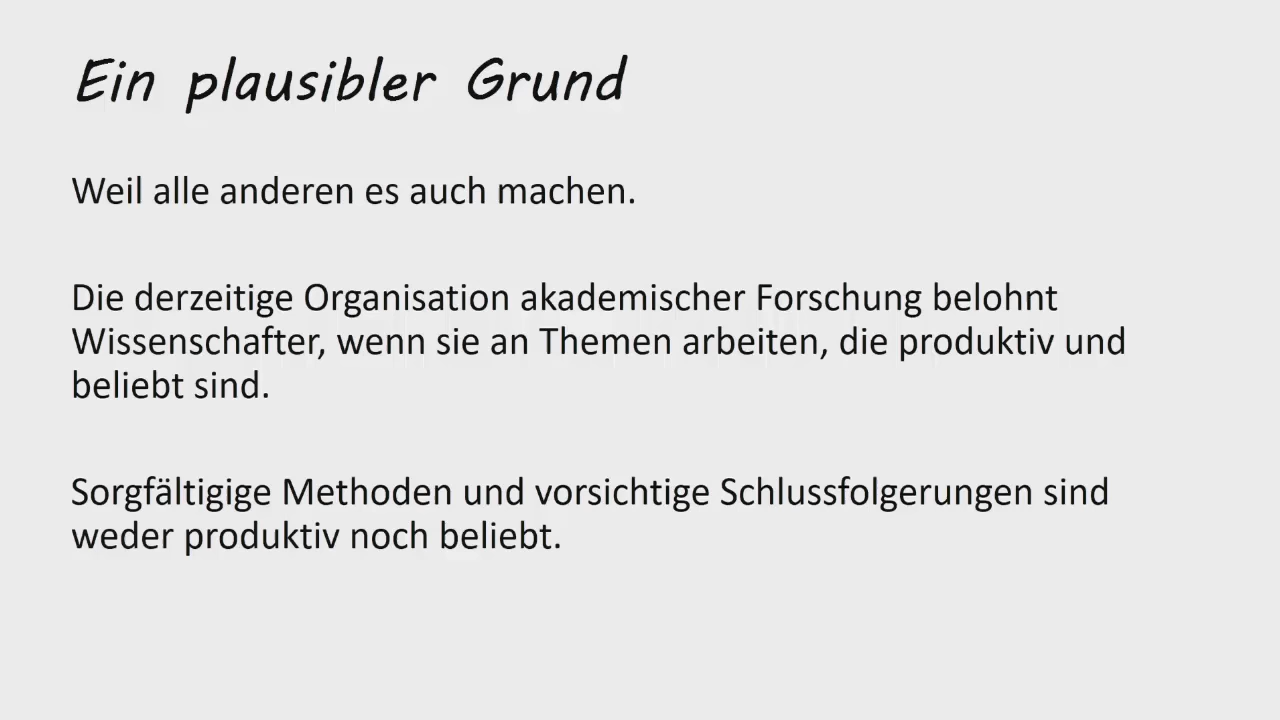 Ein plausibler Grund
Weil alle anderen es auch machen.
Die derzeitige Organisation akademischer Forschung belohnt
Wissenschafter, wenn sie an Themen arbeiten, die produktiv und
beliebt sind.
Sorgfältigige Methoden und vorsichtige Schlussfolgerungen sind
weder produktiv noch beliebt.